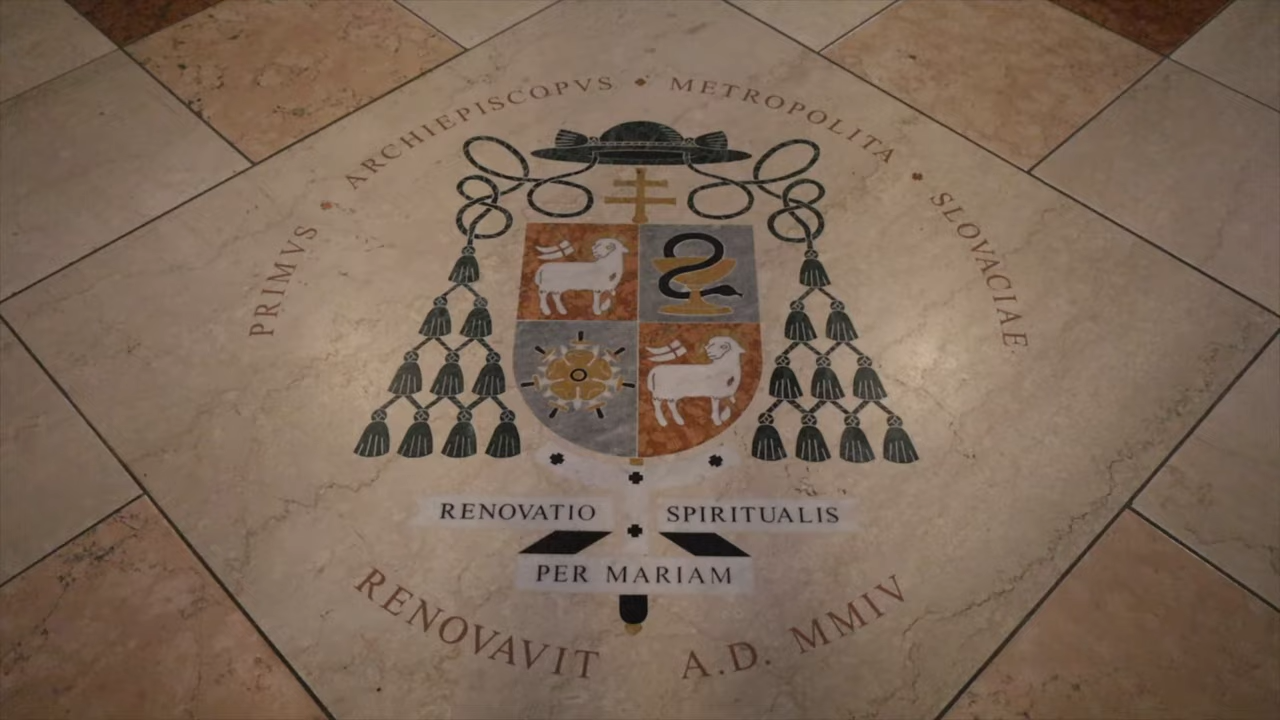 PRIMVS • ARCHIEPISCOPVS • METROPOLITA • SLOVACIAE
RENOVATIO SPIRITUALIS
PER MARIAM
RENOVAVIT A.D. MMIV